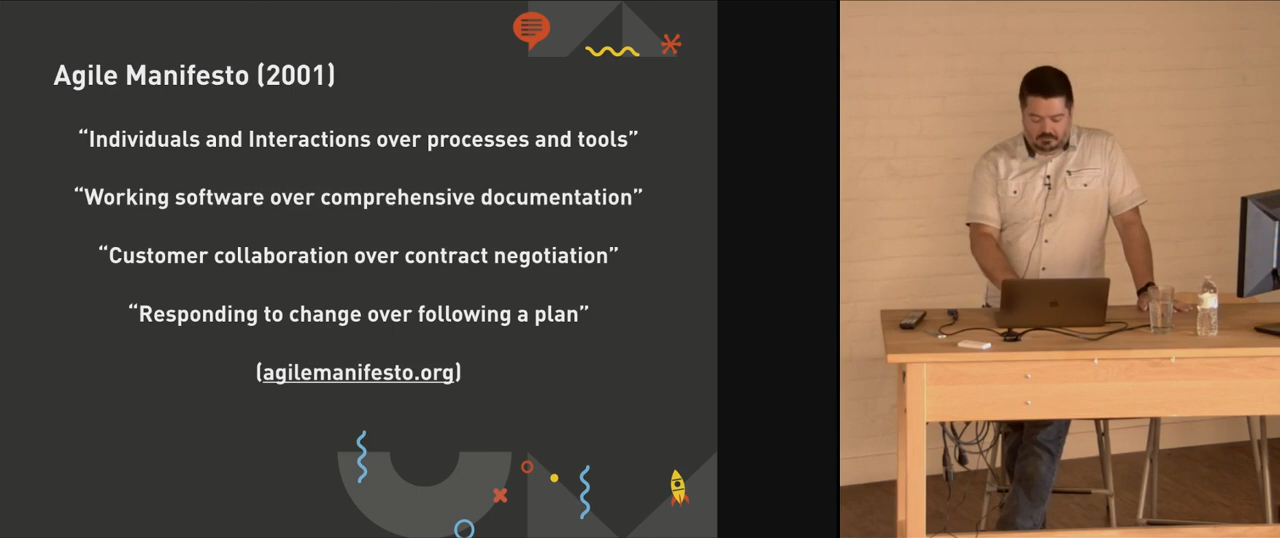 Agile Manifesto (2001)
“Individuals and Interactions over processes and tools”
“Working software over comprehensive documentation”
“Customer collaboration over contract negotiation”
“Responding to change over following a plan”
(agilemanifesto.org)